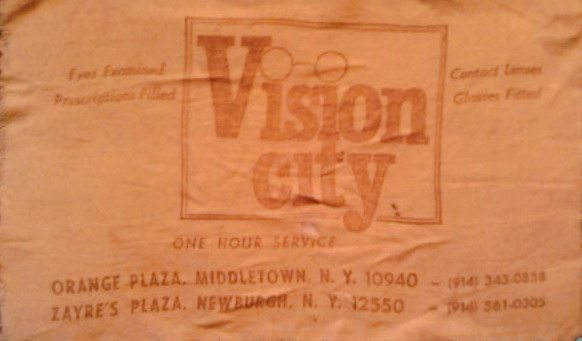 Eyes Examined
Prescriptions Filled
Vision
city
Contact Lenses
Glasses Fitted
ONE HOUR SERVICE
ORANGE PLAZA, MIDDLETOWN, N. Y. 10940 – (914) 343-0838
ZAYRE'S PLAZA, NEWBURGH, N. Y. 12550 – (914) 561-0305